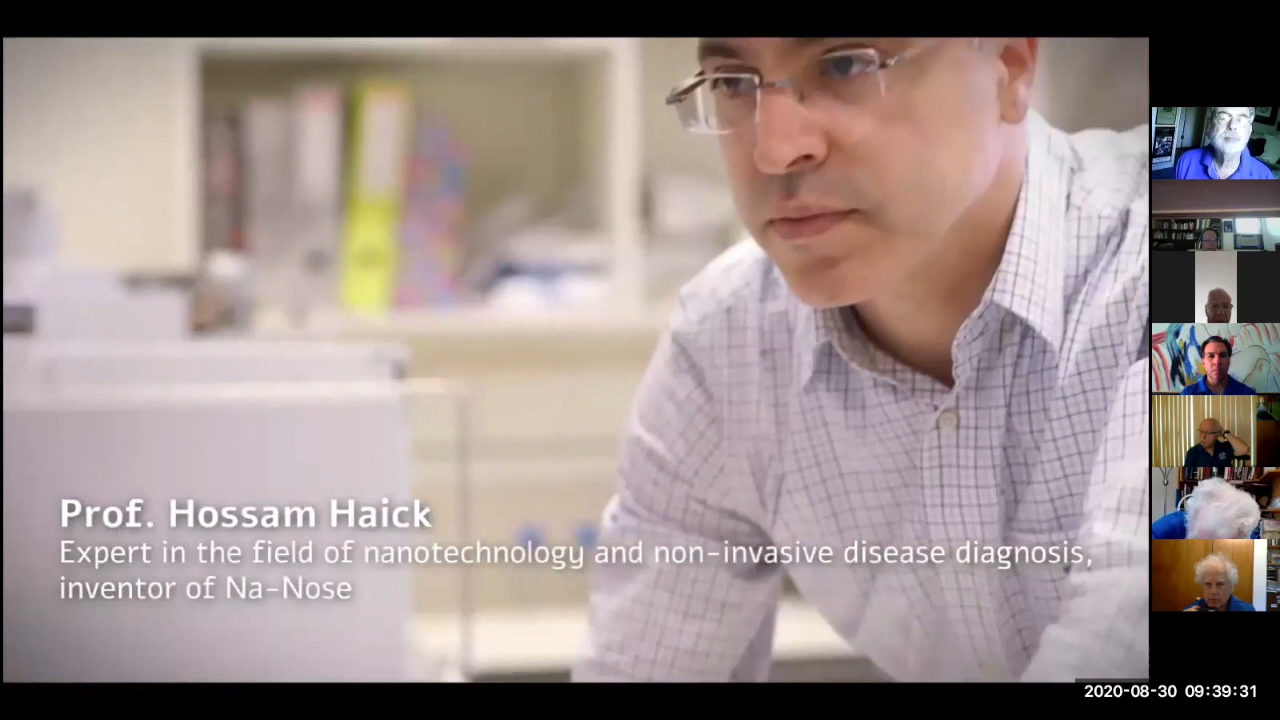 Prof. Hossam Haick
Expert in the field of nanotechnology and non-invasive disease diagnosis,
inventor of Na-Nose
2020-08-30 09:39:31